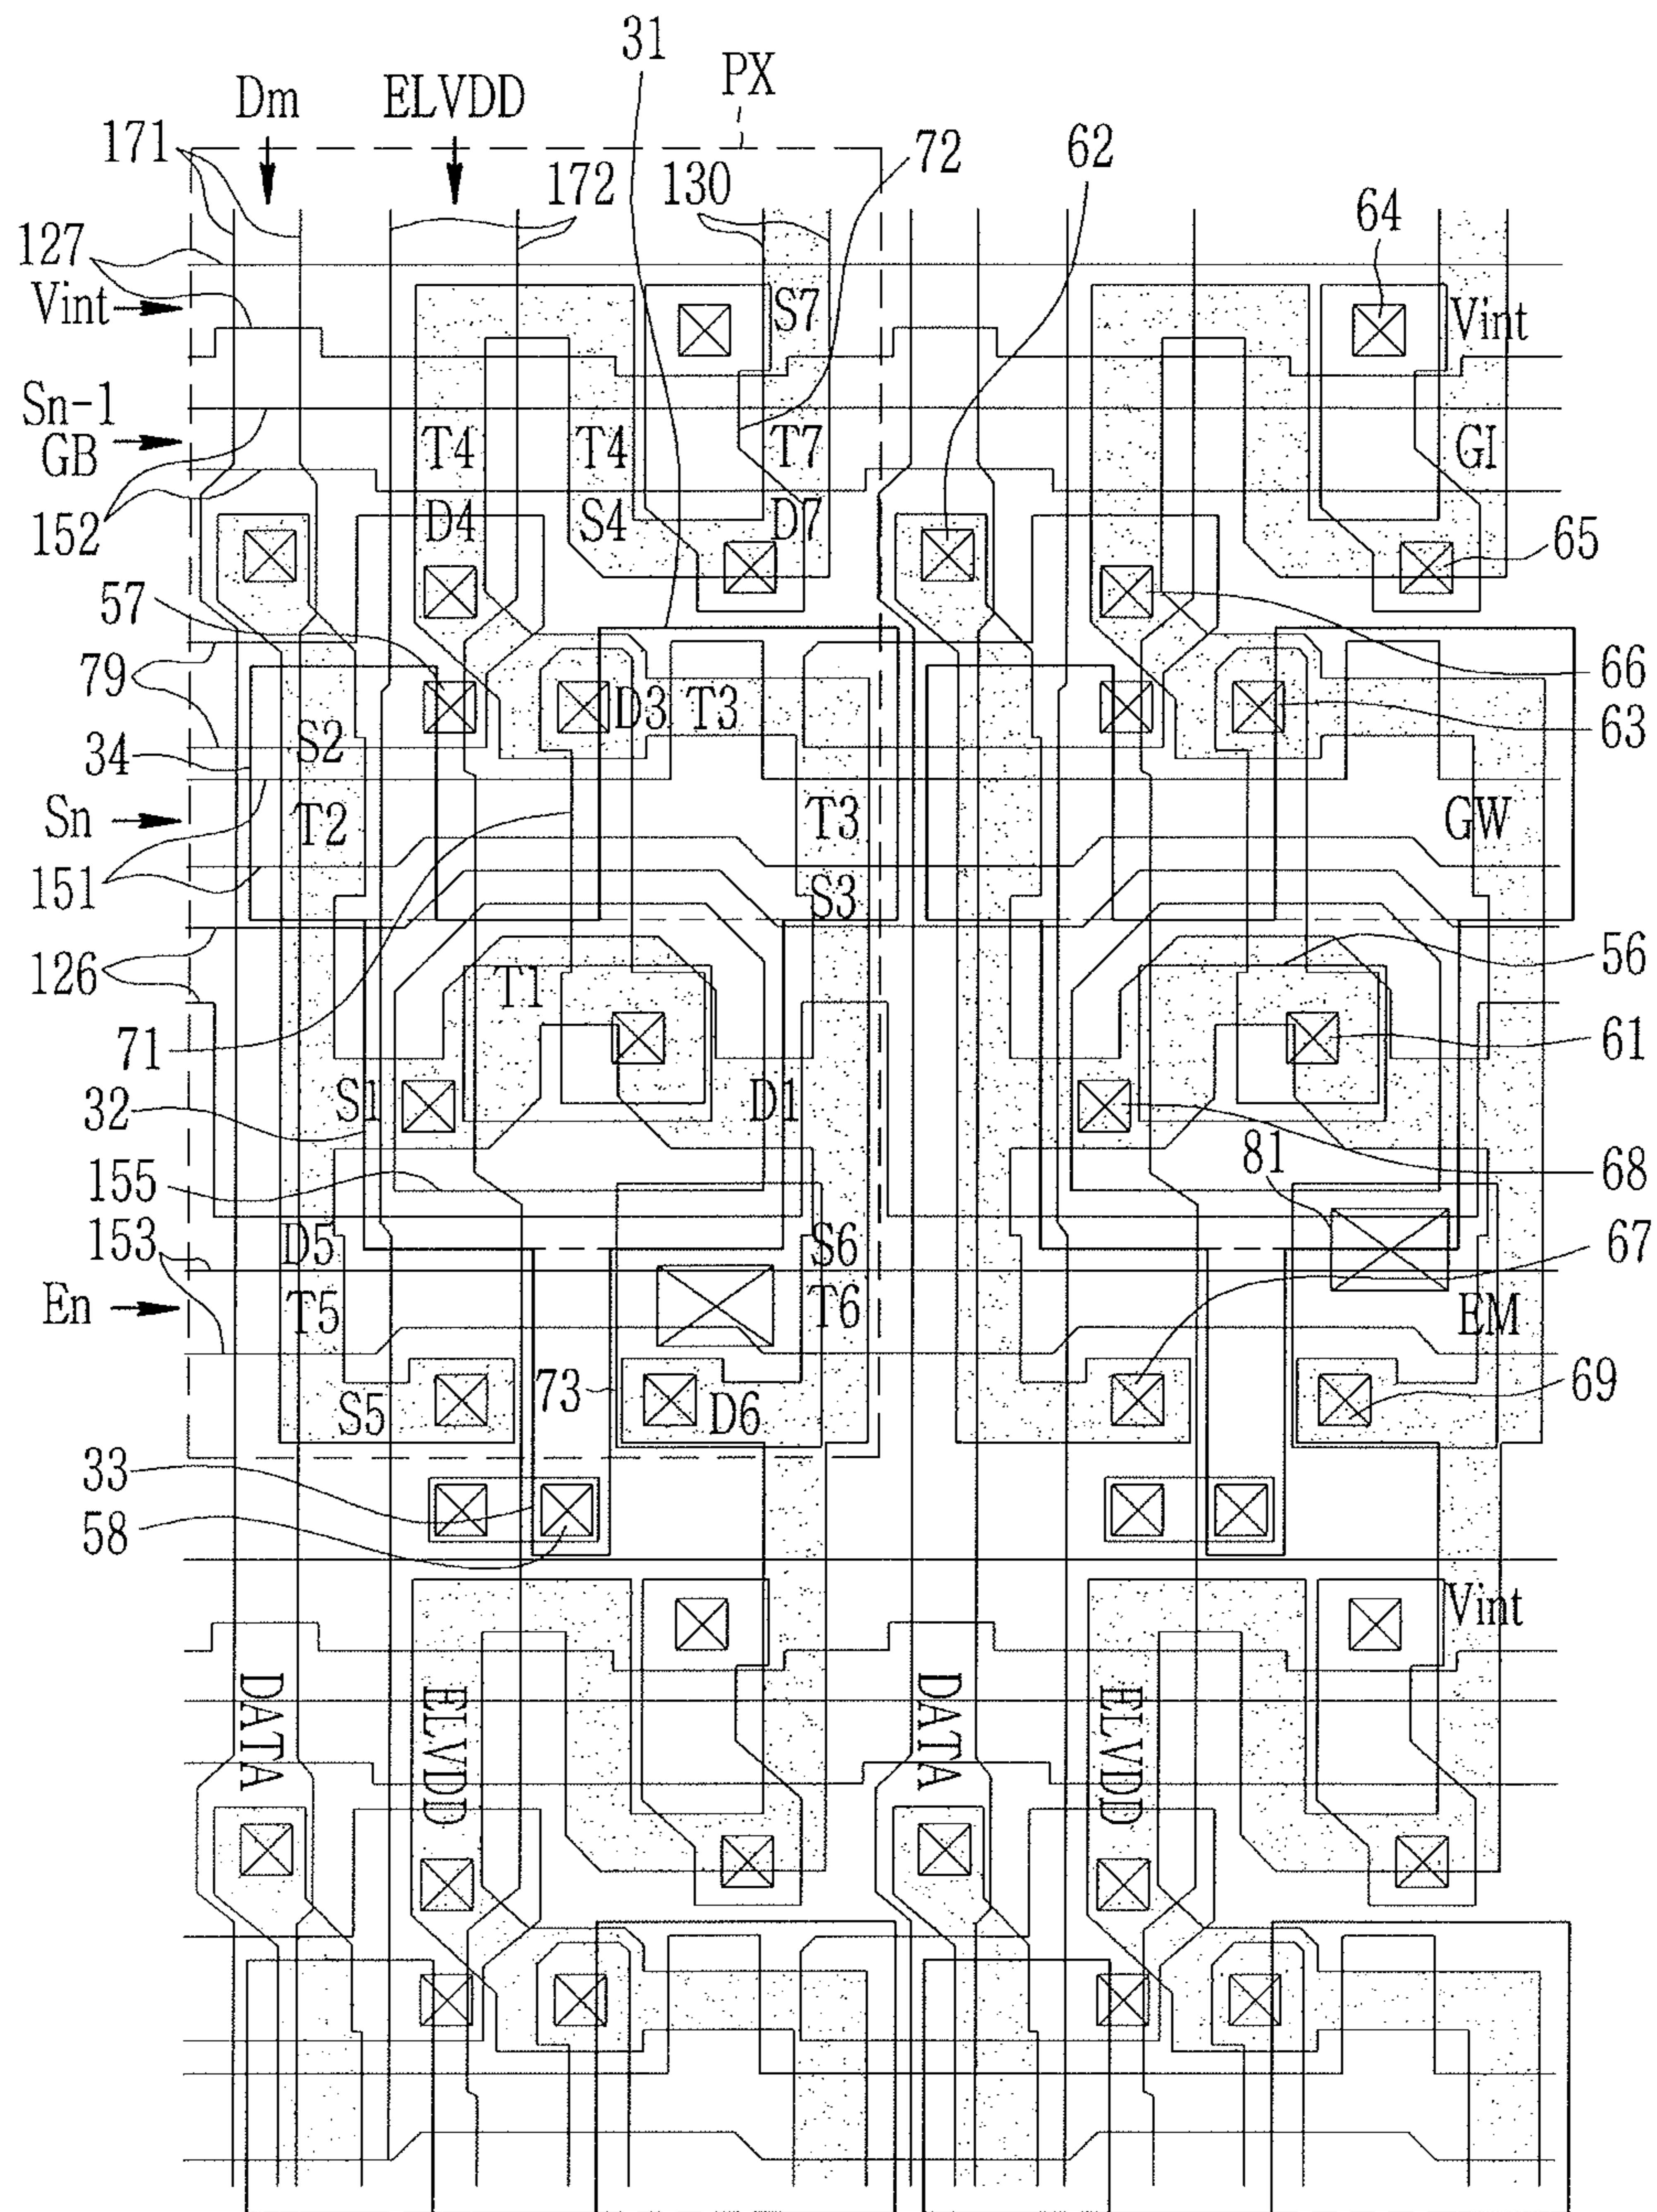 31
PX
Dm
ELVDD
171
72
62
172
130
64
127
Vint
S7
Vint
Sn-1
GB
T4
T4
T7
GI
152
D4
S4
D7
65
57
66
79
D3
T3
63
34
S2
Sn
T2
T3
GW
151
S3
126
T1
56
71
61
S1
D1
32
81
68
155
153
D5
S6
67
En
T5
T6
EM
73
S5
D6
69
33
58
Vint
DATA
ELVDD
DATA
ELVDD